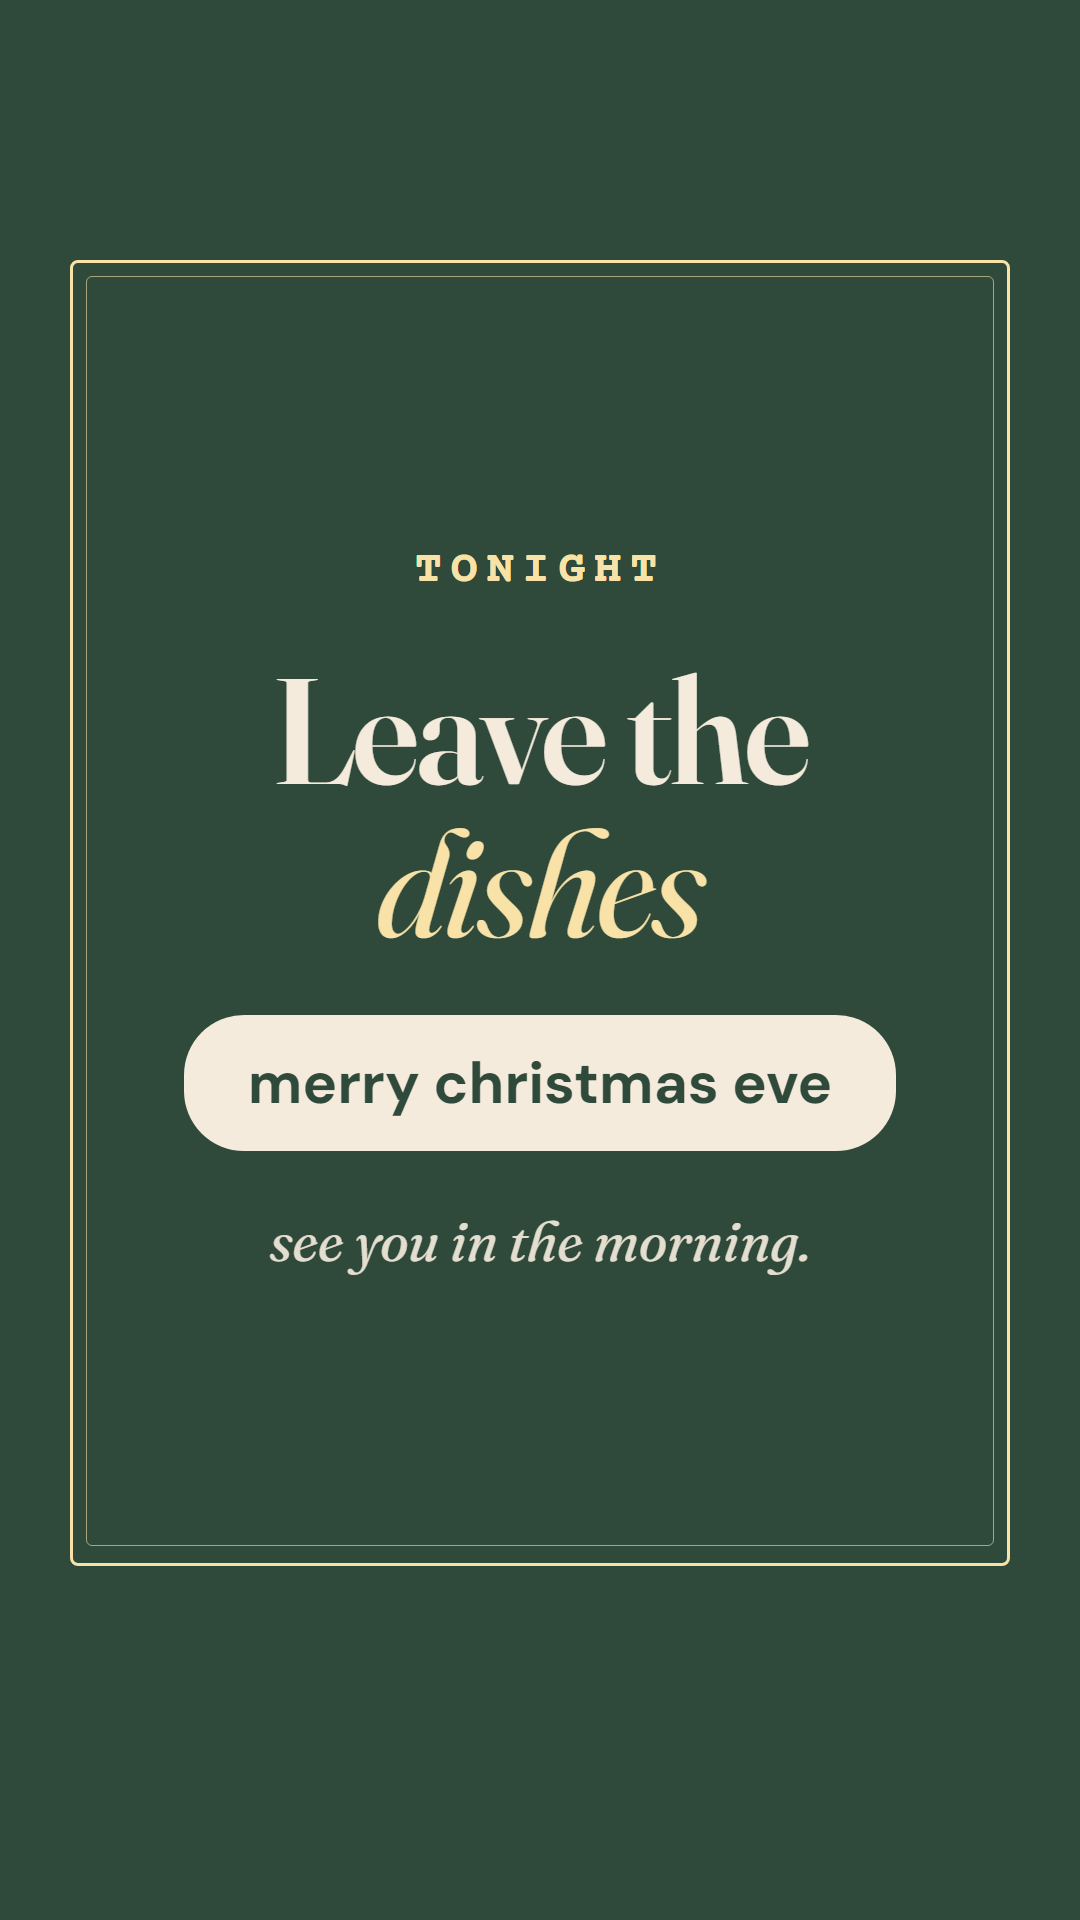 TONIGHT
Leave the
dishes
merry christmas eve
see you in the morning.